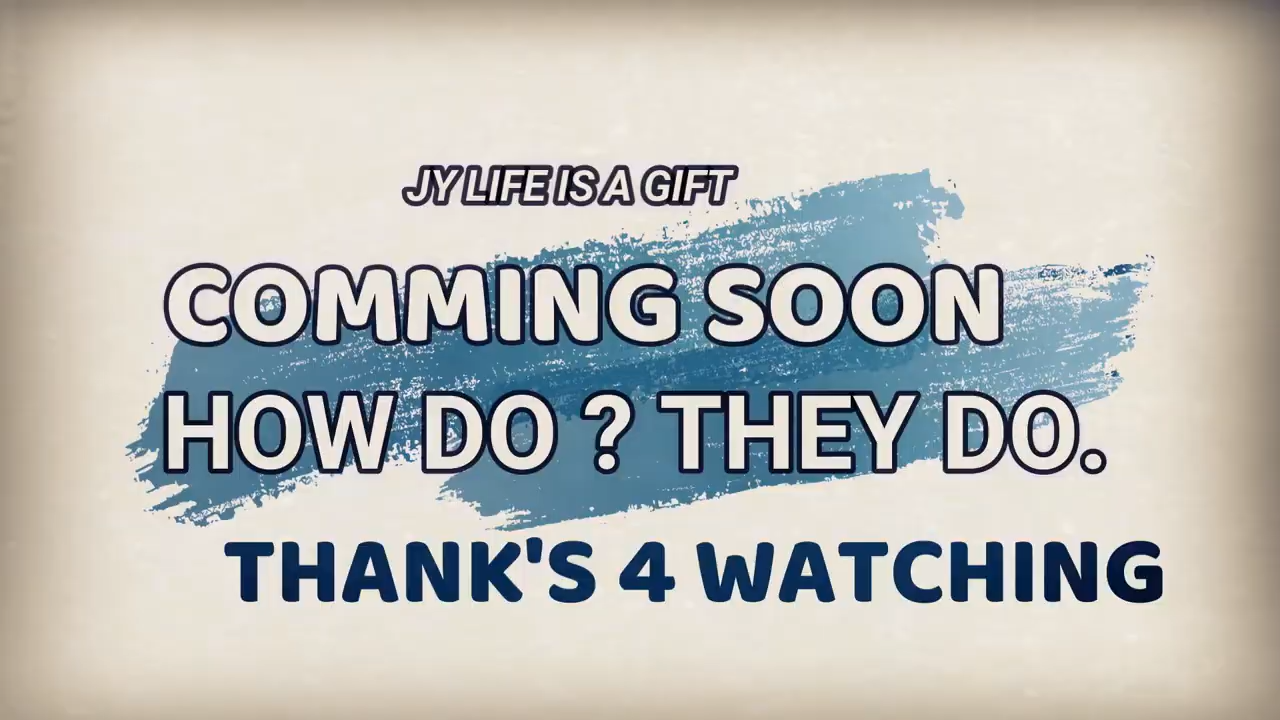 JY LIFE IS A GIFT
COMMING SOON
HOW DO ? THEY DO.
THANK'S 4 WATCHING